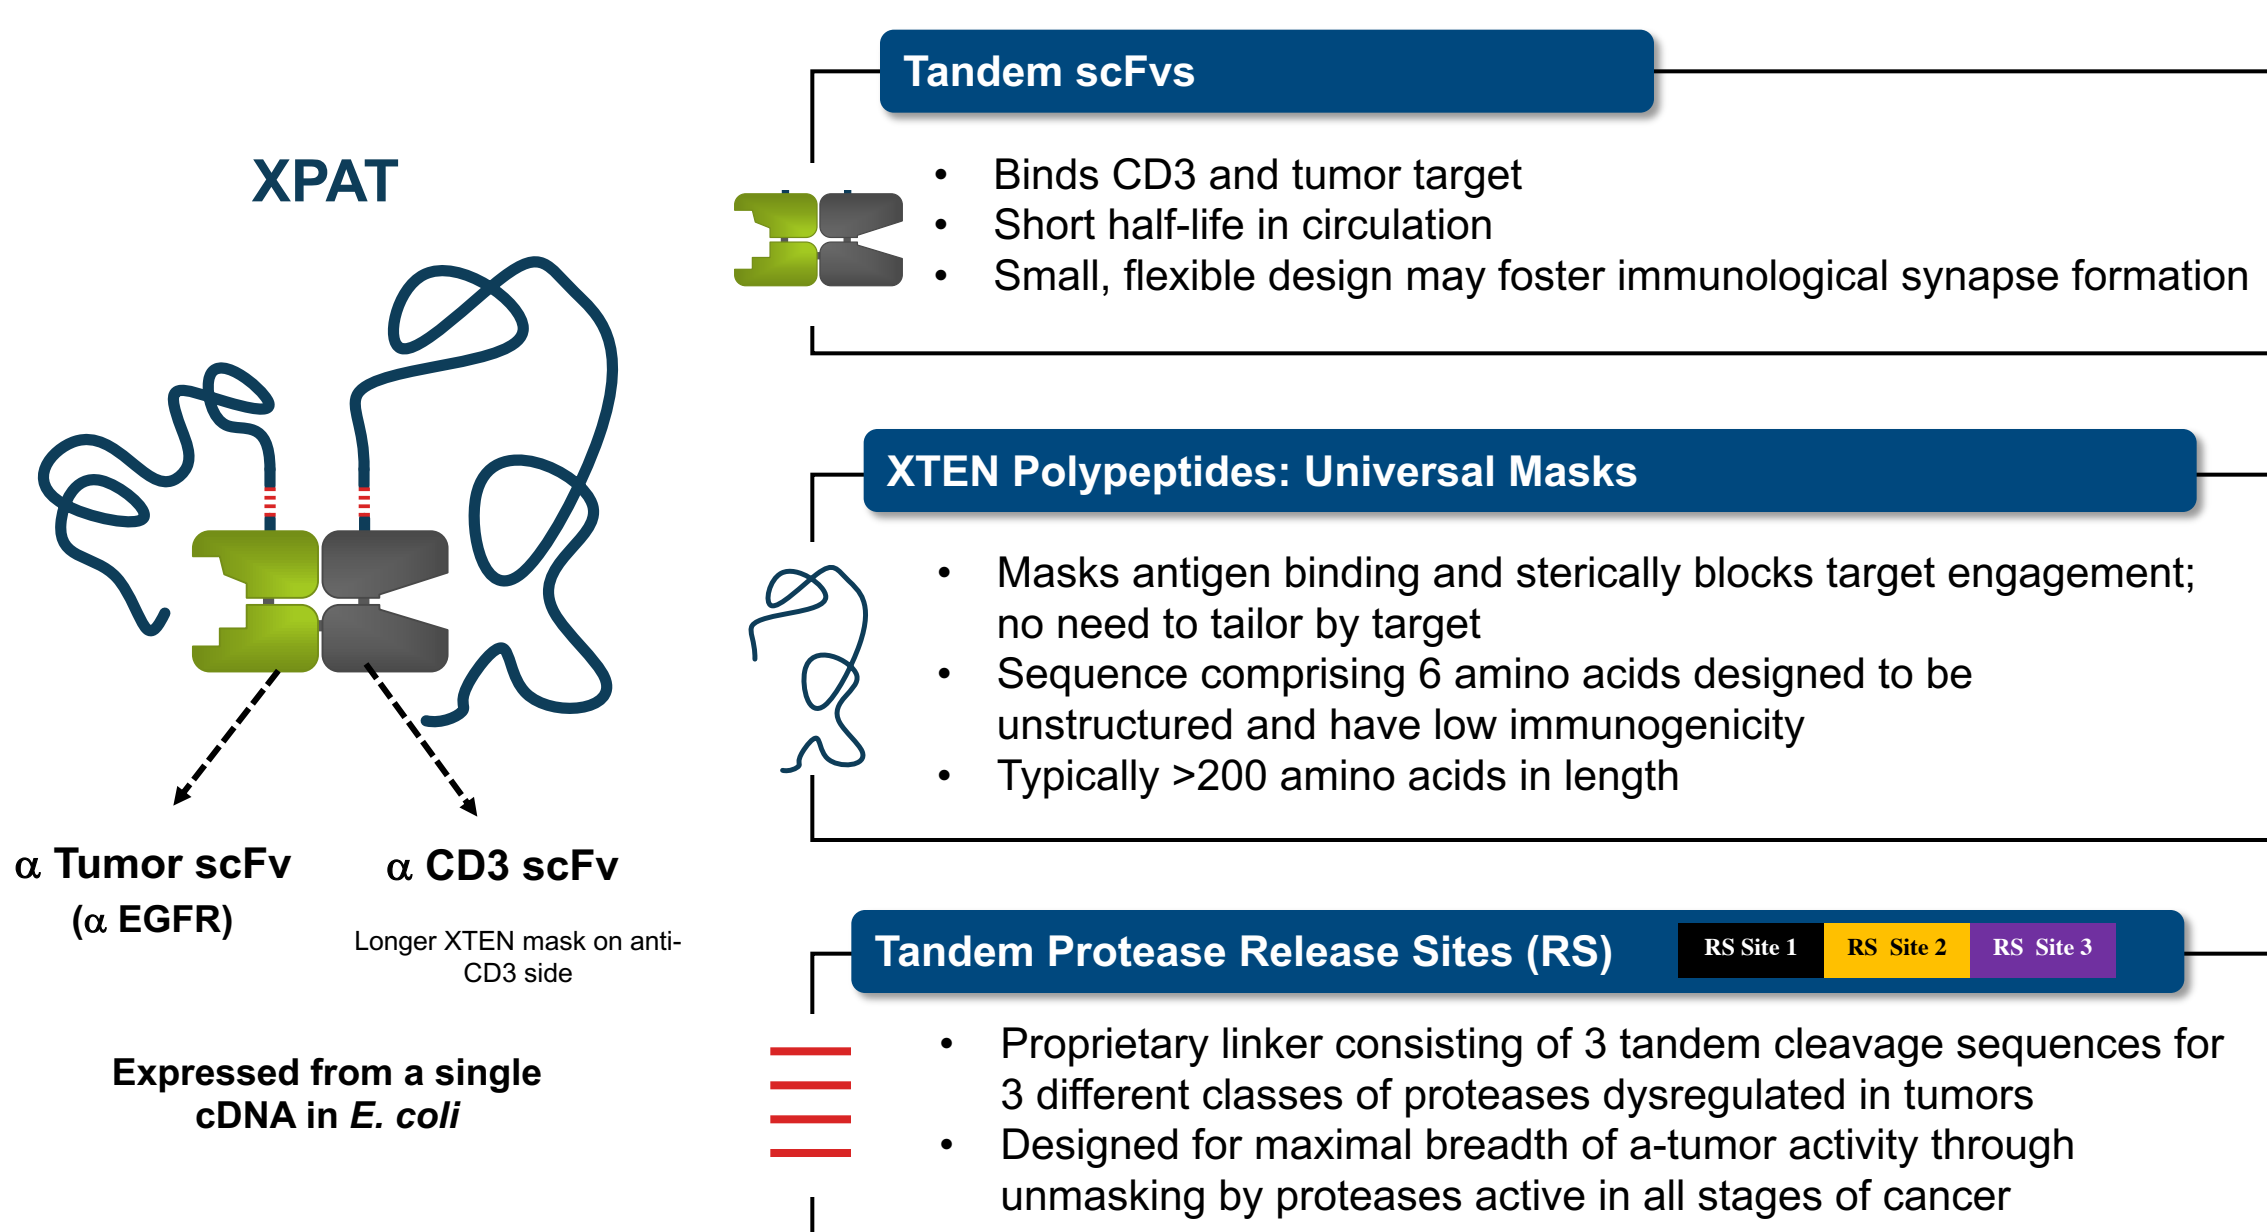 XPAT
α Tumor scFv
(α EGFR)
α CD3 scFv
Longer XTEN mask on anti-
CD3 side
Expressed from a single
cDNA in E. coli
Tandem scFvs
• Binds CD3 and tumor target
• Short half-life in circulation
• Small, flexible design may foster immunological synapse formation
XTEN Polypeptides: Universal Masks
• Masks antigen binding and sterically blocks target engagement;
no need to tailor by target
• Sequence comprising 6 amino acids designed to be
unstructured and have low immunogenicity
• Typically >200 amino acids in length
Tandem Protease Release Sites (RS)
RS Site 1 RS Site 2 RS Site 3
• Proprietary linker consisting of 3 tandem cleavage sequences for
3 different classes of proteases dysregulated in tumors
• Designed for maximal breadth of a-tumor activity through
unmasking by proteases active in all stages of cancer